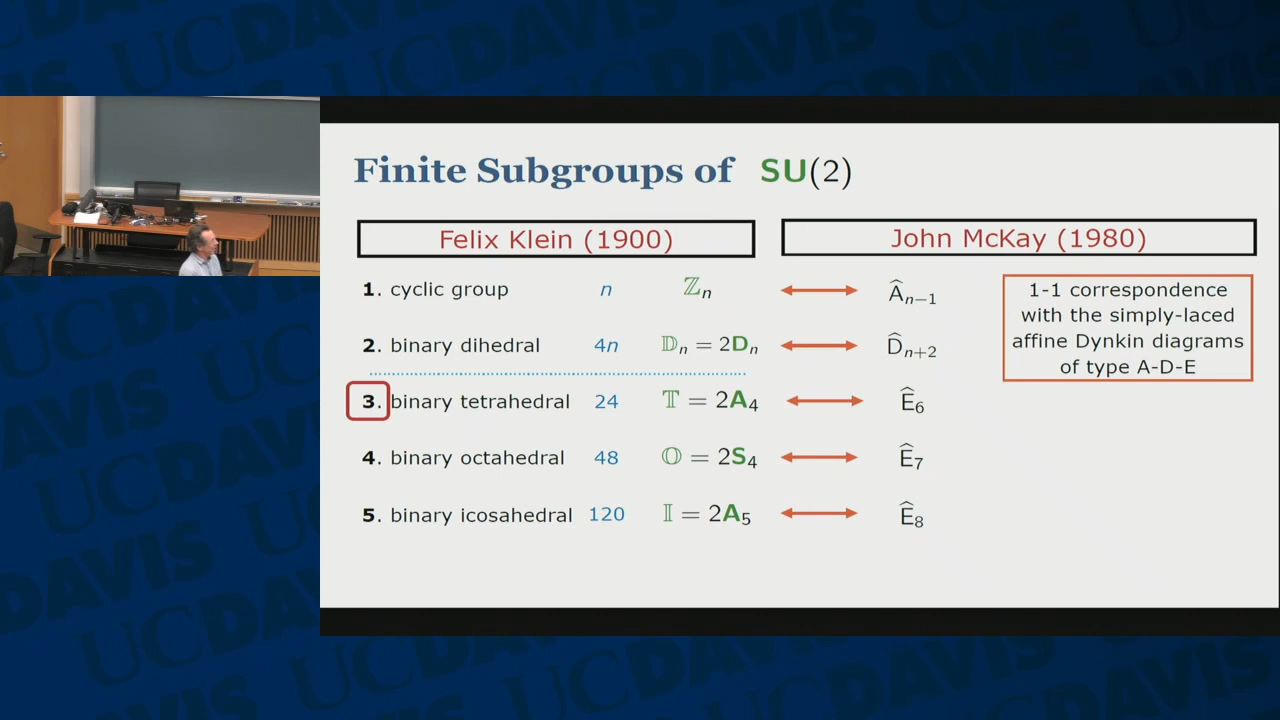 UCDAVIS
Finite Subgroups of SU(2)
Felix Klein (1900)
John McKay (1980)
1. cyclic group n ℤₙ ↔ Âₙ₋₁
2. binary dihedral 4n 𝔻ₙ = 2Dₙ ↔ D̂ₙ₊₂
3. binary tetrahedral 24 𝕋 = 2A₄ ↔ Ê₆
4. binary octahedral 48 𝕆 = 2S₄ ↔ Ê₇
5. binary icosahedral 120 𝕀 = 2A₅ ↔ Ê₈
1-1 correspondence
with the simply-laced
affine Dynkin diagrams
of type A-D-E